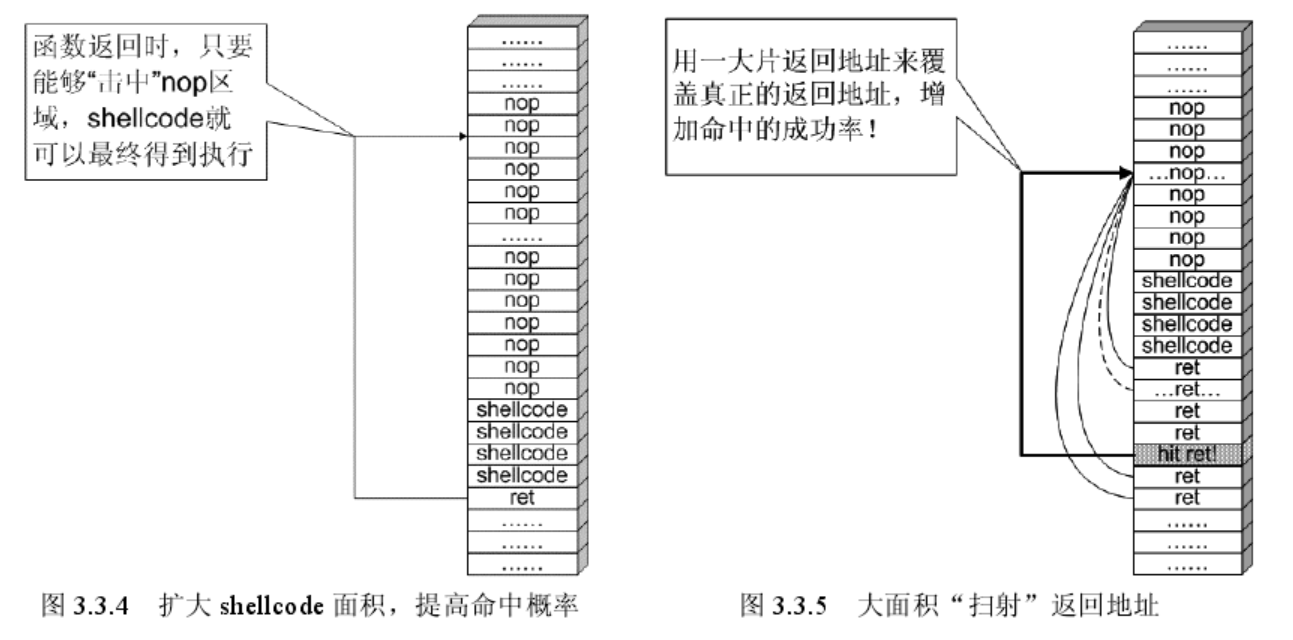 函数返回时，只要
能够“击中”nop区
域，shellcode就
可以最终得到执行
……
……
……
nop
nop
nop
nop
nop
nop
……
nop
nop
nop
nop
nop
nop
nop
shellcode
shellcode
shellcode
shellcode
ret
……
……
……
图 3.3.4 扩大 shellcode 面积，提高命中概率
用一大片返回地址来覆
盖真正的返回地址，增
加命中的成功率！
……
……
……
nop
nop
nop
…nop…
nop
nop
nop
nop
shellcode
shellcode
shellcode
shellcode
ret
…ret…
ret
ret
hit ret!
ret
ret
……
……
……
图 3.3.5 大面积“扫射”返回地址